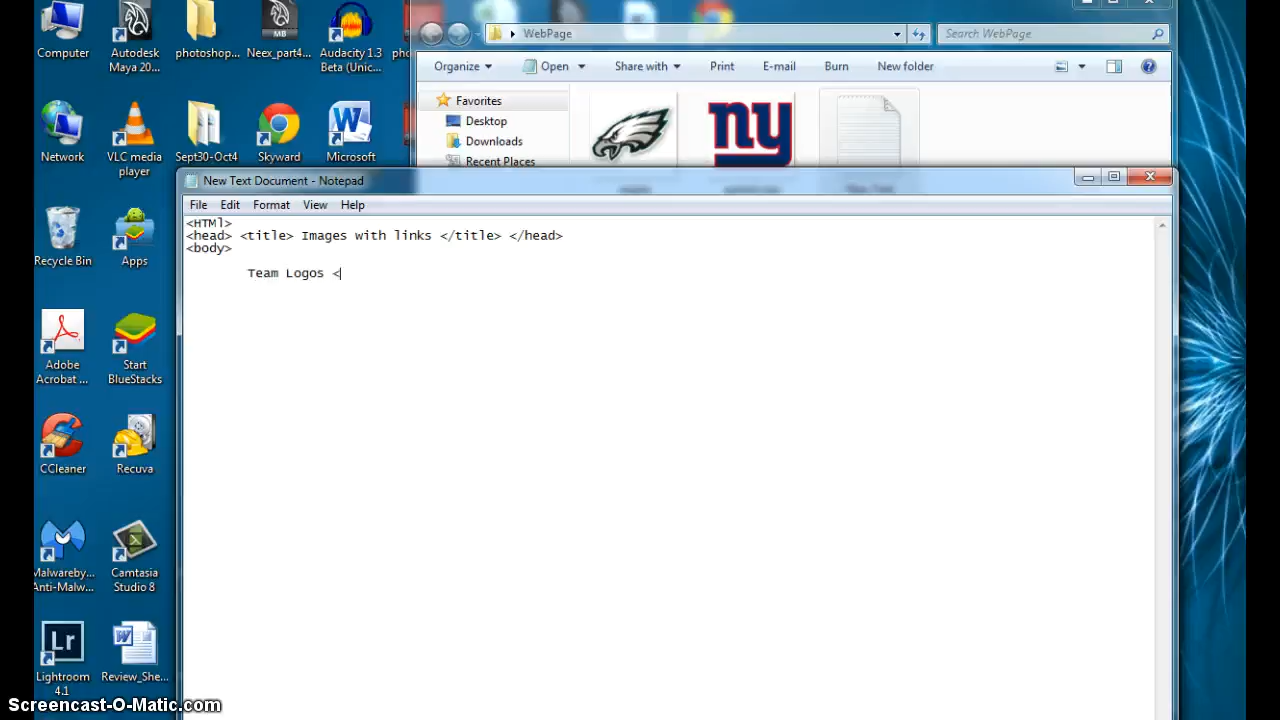 Computer
Autodesk
Maya 20...
photoshop...
MB
Neex_part4...
Audacity 1.3
Beta (Unic...
WebPage
Search WebPage
Organize
Open
Share with
Print
E-mail
Burn
New folder
Favorites
Desktop
Downloads
Recent Places
ny
Network
VLC media
player
Sept30-Oct4
Skyward
Microsoft
New Text Document - Notepad
File Edit Format View Help
<HTMl>
<head> <title> Images with links </title> </head>
<body>
Team Logos <
Recycle Bin
Apps
Adobe
Acrobat ...
Start
BlueStacks
CCleaner
Recuva
Malwareby...
Anti-Malw...
Camtasia
Studio 8
Lr
Lightroom
4.1
Review_She...
Screencast-O-Matic.com